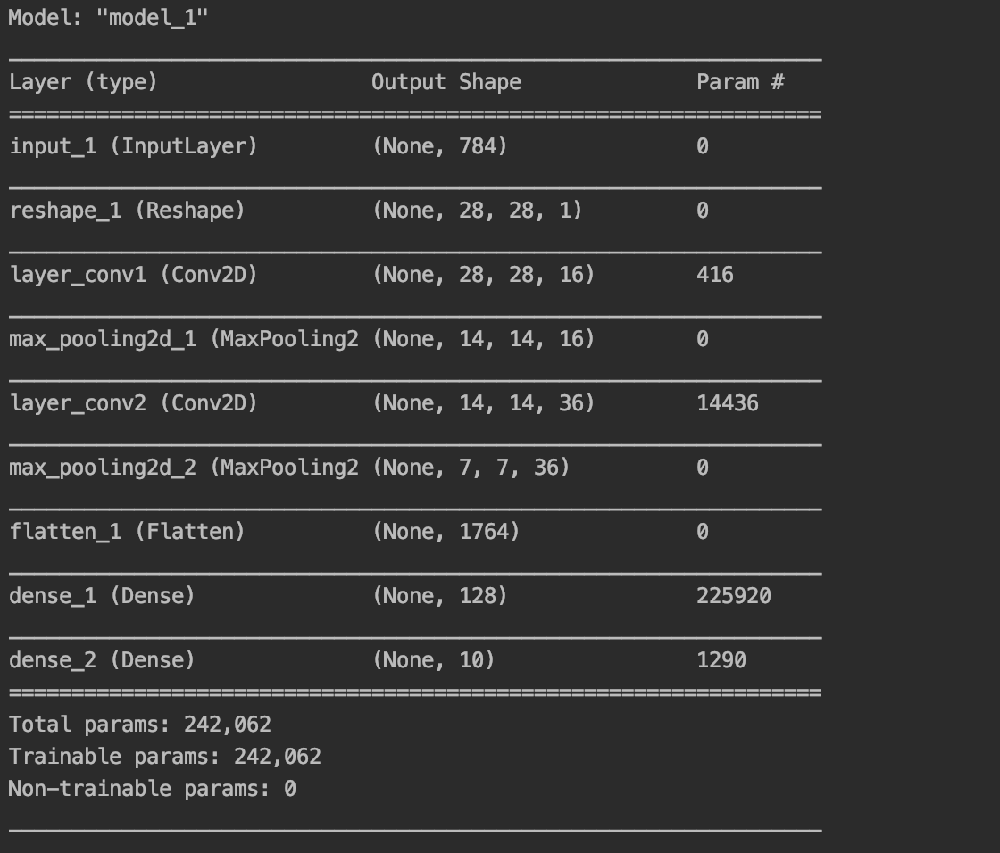 Model: "model_1"
_________________________________________________________________
Layer (type)                 Output Shape              Param #
=================================================================
input_1 (InputLayer)         (None, 784)               0
_________________________________________________________________
reshape_1 (Reshape)          (None, 28, 28, 1)         0
_________________________________________________________________
layer_conv1 (Conv2D)         (None, 28, 28, 16)        416
_________________________________________________________________
max_pooling2d_1 (MaxPooling2 (None, 14, 14, 16)        0
_________________________________________________________________
layer_conv2 (Conv2D)         (None, 14, 14, 36)        14436
_________________________________________________________________
max_pooling2d_2 (MaxPooling2 (None, 7, 7, 36)          0
_________________________________________________________________
flatten_1 (Flatten)          (None, 1764)              0
_________________________________________________________________
dense_1 (Dense)              (None, 128)               225920
_________________________________________________________________
dense_2 (Dense)              (None, 10)                1290
=================================================================
Total params: 242,062
Trainable params: 242,062
Non-trainable params: 0
_________________________________________________________________